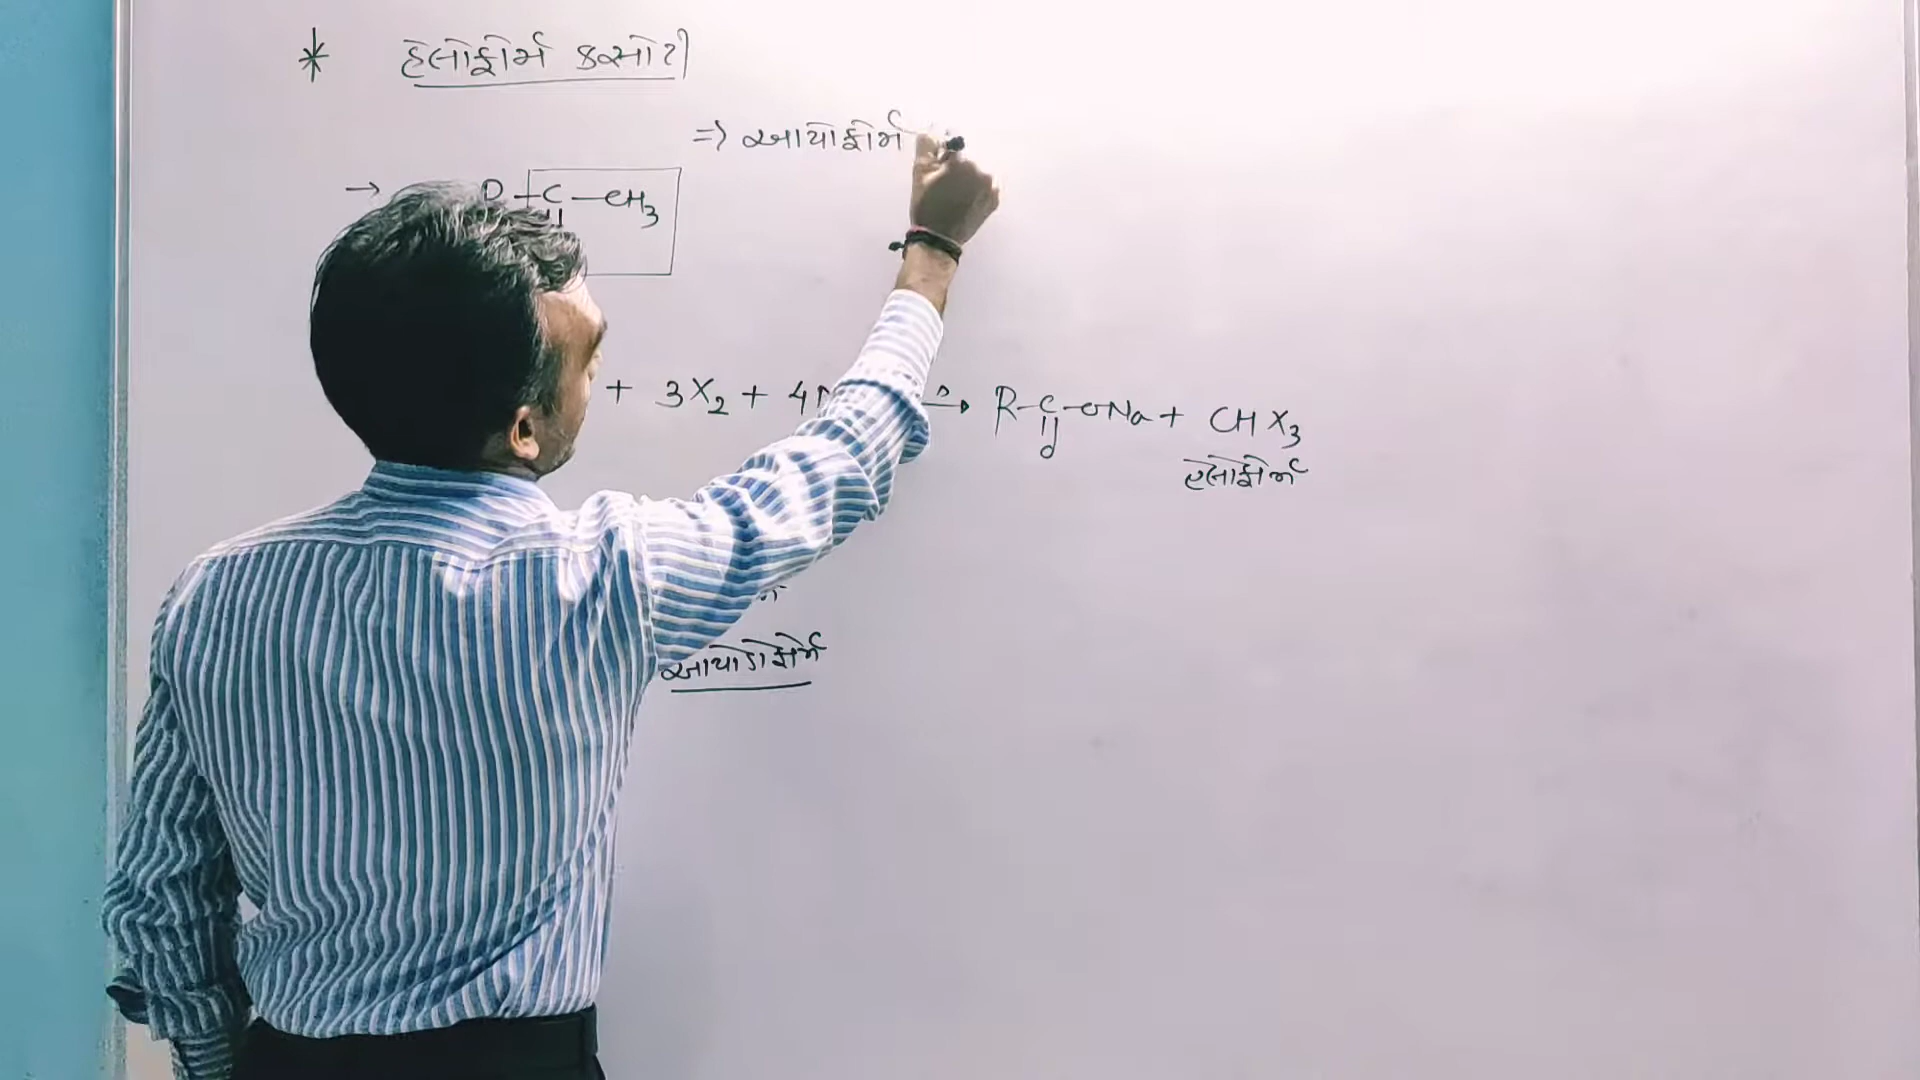 * હેલોફોર્મ કસોટી
⇒ આયોફોર્મ
→ R-C-CH₃
+ 3X₂ + 4N → R-C-ONa + CHX₃
O
હેલોફોર્મ
આયોડોફોર્મ